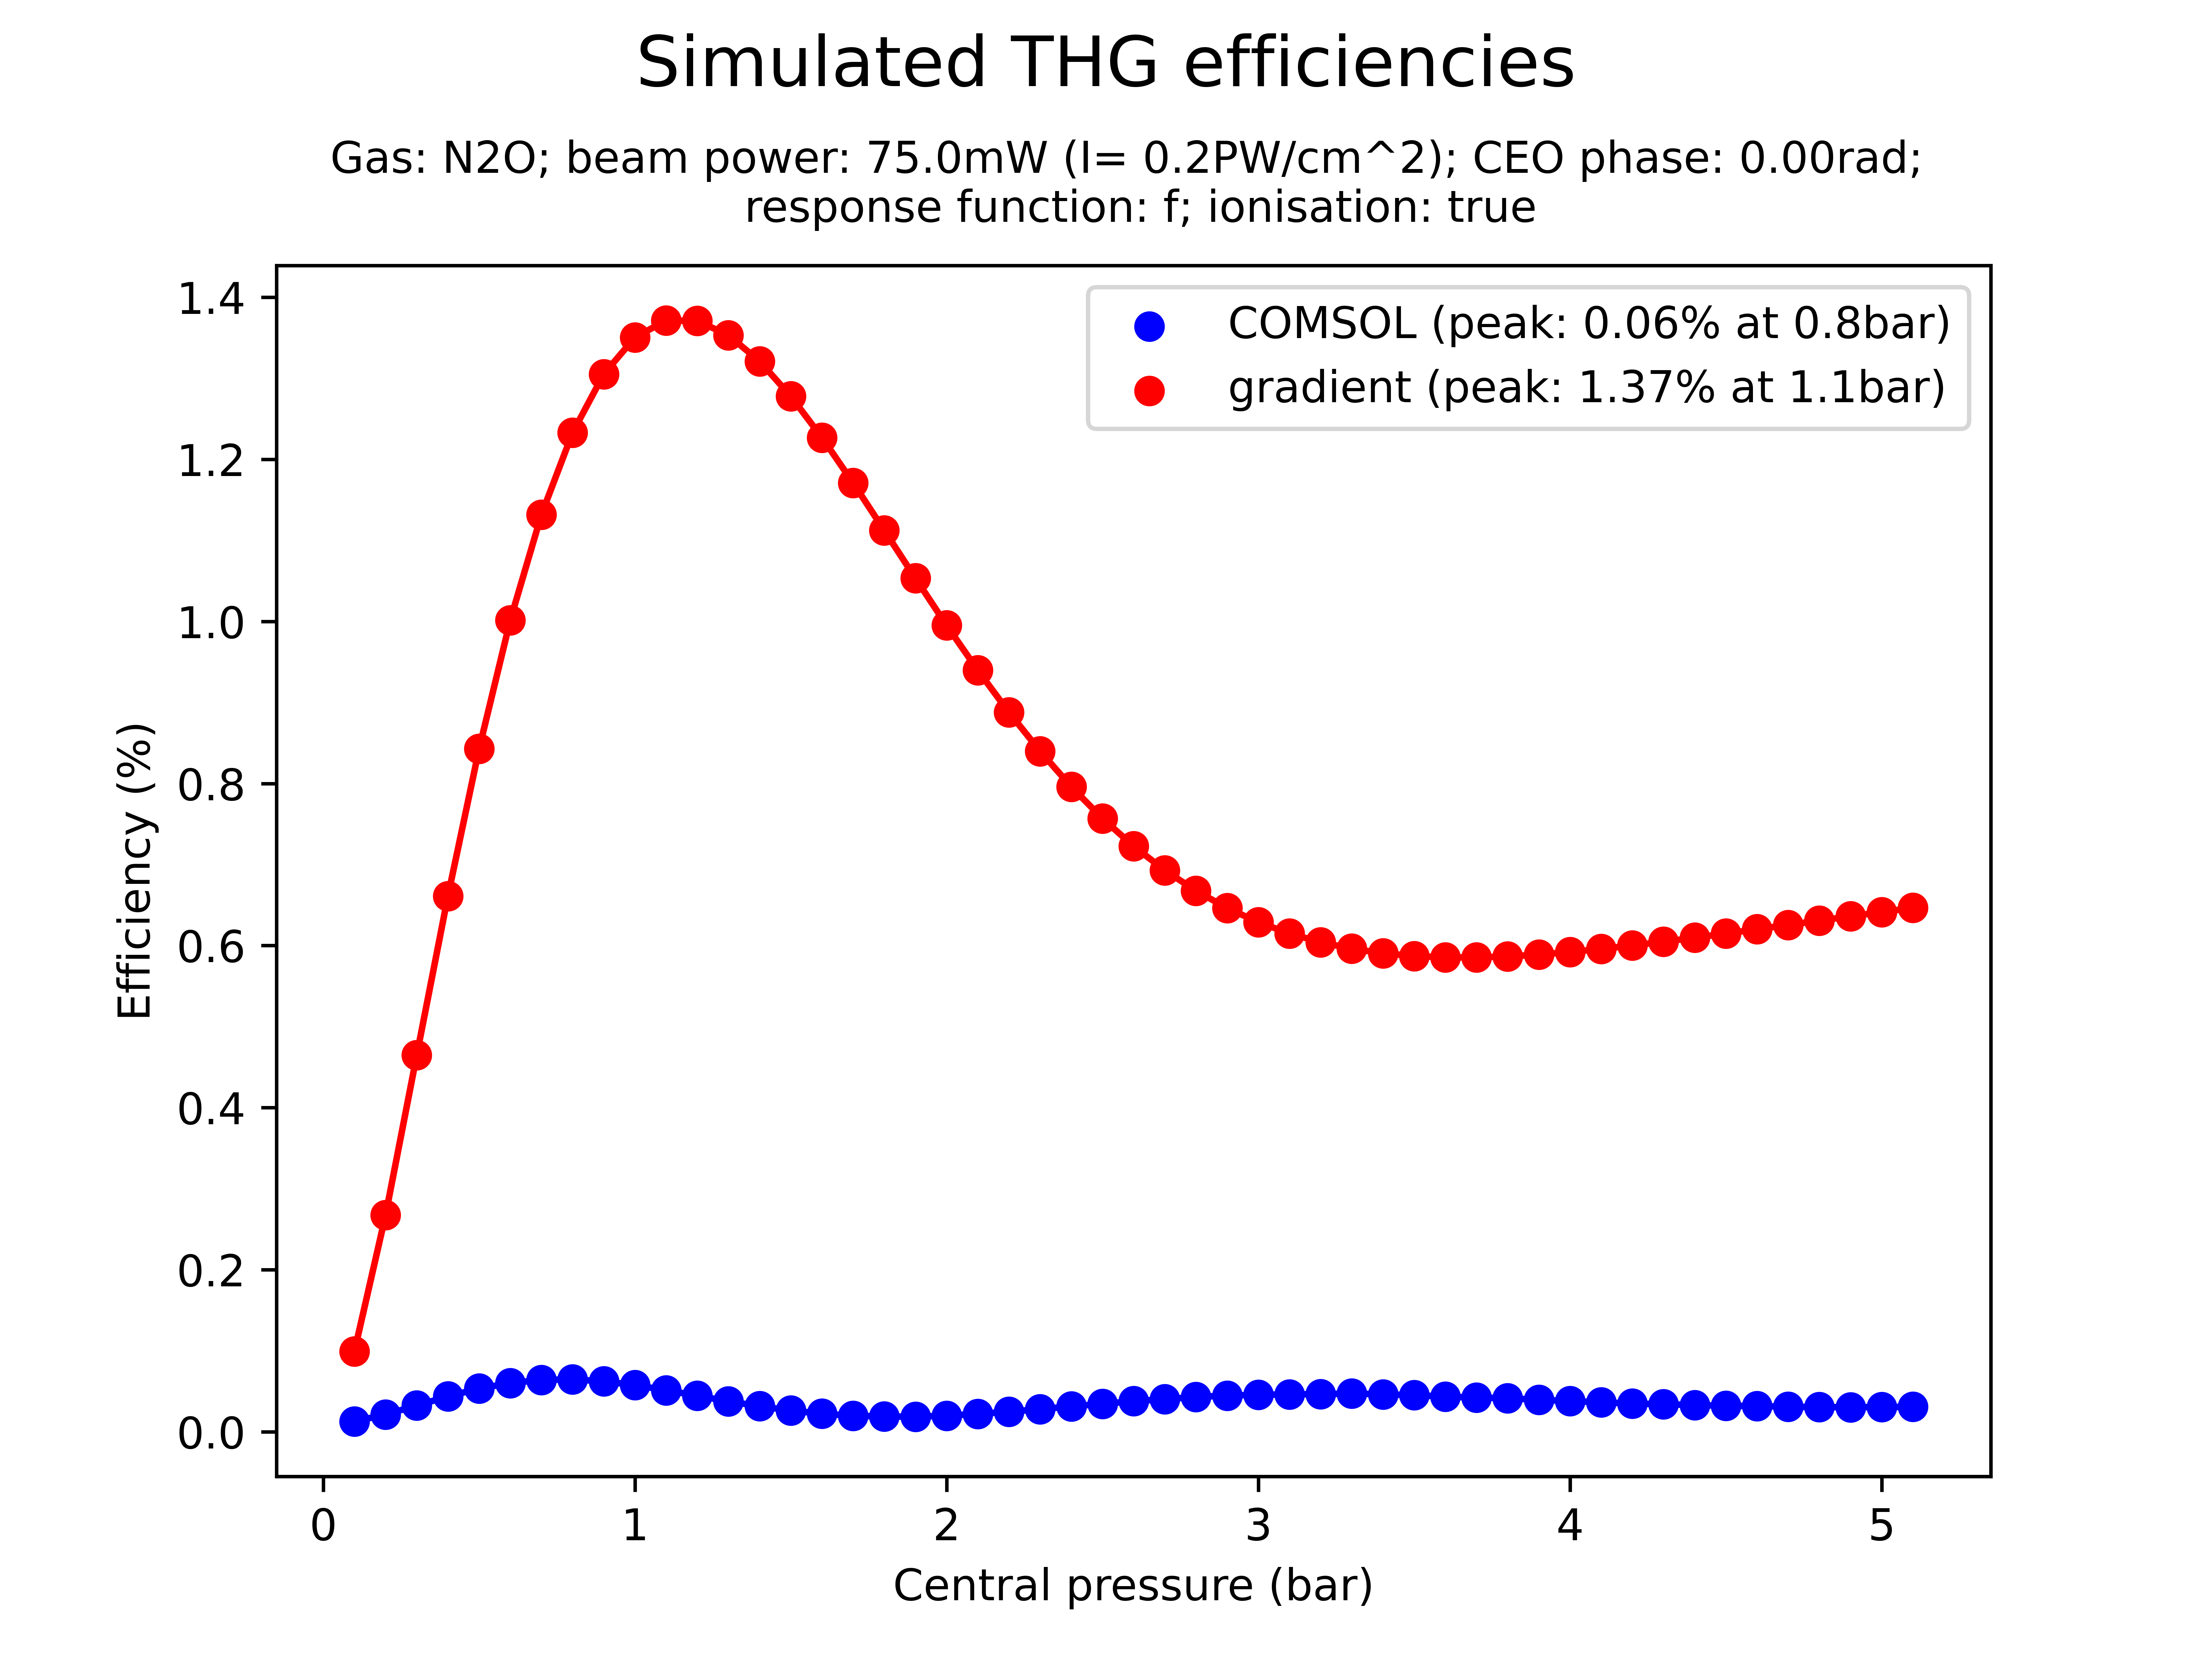 Simulated THG efficiencies
Gas: N2O; beam power: 75.0mW (I= 0.2PW/cm^2); CEO phase: 0.00rad;
response function: f; ionisation: true
COMSOL (peak: 0.06% at 0.8bar)
gradient (peak: 1.37% at 1.1bar)
Efficiency (%)
1.4
1.2
1.0
0.8
0.6
0.4
0.2
0.0
0 1 2 3 4 5
Central pressure (bar)